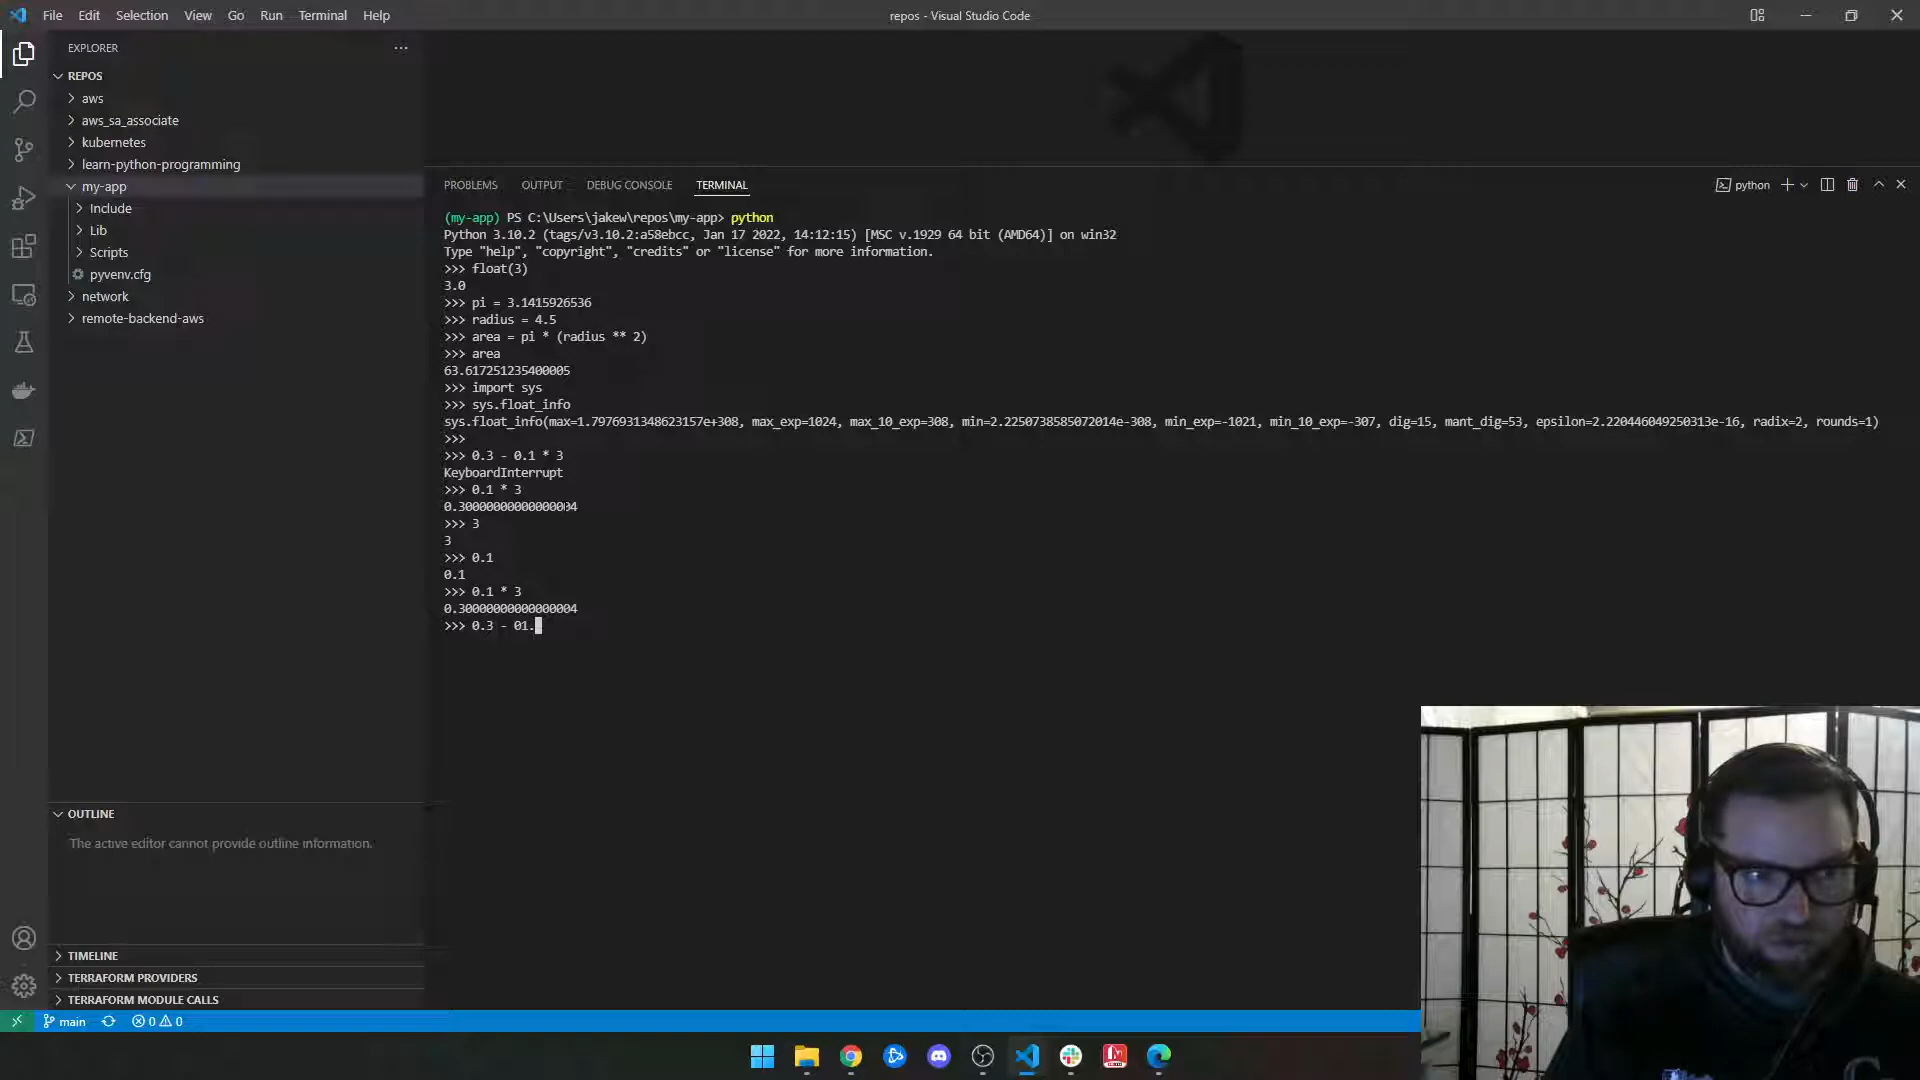 File Edit Selection View Go Run Terminal Help
repos - Visual Studio Code
EXPLORER
REPOS
aws
aws_sa_associate
kubernetes
learn-python-programming
my-app
Include
Lib
Scripts
pyvenv.cfg
network
remote-backend-aws
OUTLINE
The active editor cannot provide outline information.
TIMELINE
TERRAFORM PROVIDERS
TERRAFORM MODULE CALLS
PROBLEMS OUTPUT DEBUG CONSOLE TERMINAL
python
(my-app) PS C:\Users\jakew\repos\my-app> python
Python 3.10.2 (tags/v3.10.2:a58ebcc, Jan 17 2022, 14:12:15) [MSC v.1929 64 bit (AMD64)] on win32
Type "help", "copyright", "credits" or "license" for more information.
>>> float(3)
3.0
>>> pi = 3.1415926536
>>> radius = 4.5
>>> area = pi * (radius ** 2)
>>> area
63.617251235400005
>>> import sys
>>> sys.float_info
sys.float_info(max=1.7976931348623157e+308, max_exp=1024, max_10_exp=308, min=2.2250738585072014e-308, min_exp=-1021, min_10_exp=-307, dig=15, mant_dig=53, epsilon=2.220446049250313e-16, radix=2, rounds=1)
>>>
>>> 0.3 - 0.1 * 3
KeyboardInterrupt
>>> 0.1 * 3
0.30000000000000004
>>> 3
3
>>> 0.1
0.1
>>> 0.1 * 3
0.30000000000000004
>>> 0.3 - 01.
main 0 0